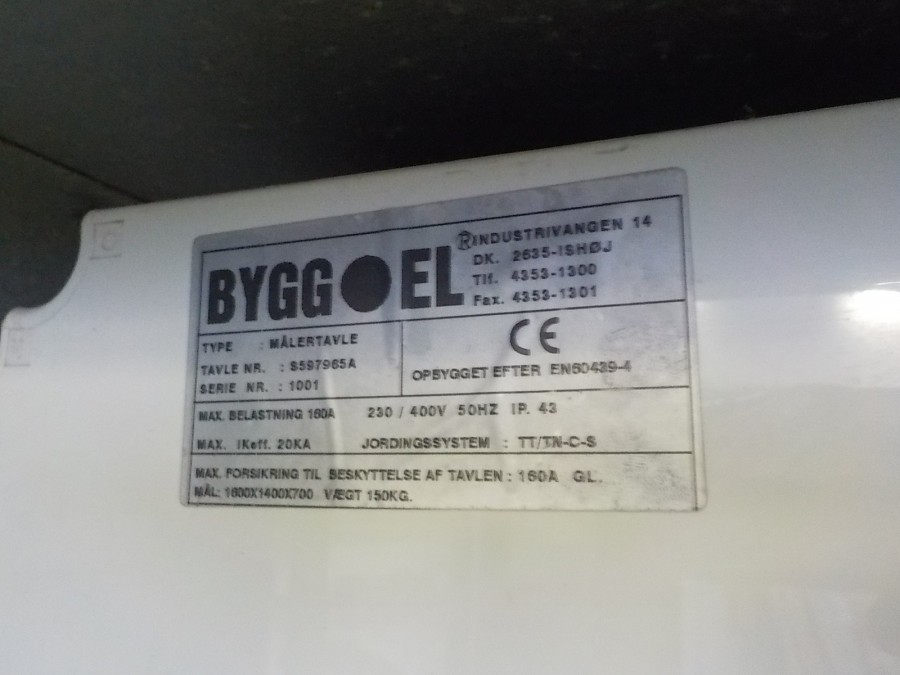 BYGG●EL®
INDUSTRIVANGEN 14
DK. 2635-ISHØJ
Tlf. 4353-1300
Fax. 4353-1301
TYPE : MÅLERTAVLE
TAVLE NR. : S597965A
SERIE NR. : 1001
CE
OPBYGGET EFTER EN60439-4
MAX. BELASTNING 160A 230 / 400V 50HZ IP. 43
MAX. IKeff. 20KA JORDINGSSYSTEM : TT/TN-C-S
MAX. FORSIKRING TIL BESKYTTELSE AF TAVLEN : 160A GL.
MÅL: 1600X1400X700 VÆGT 150KG.